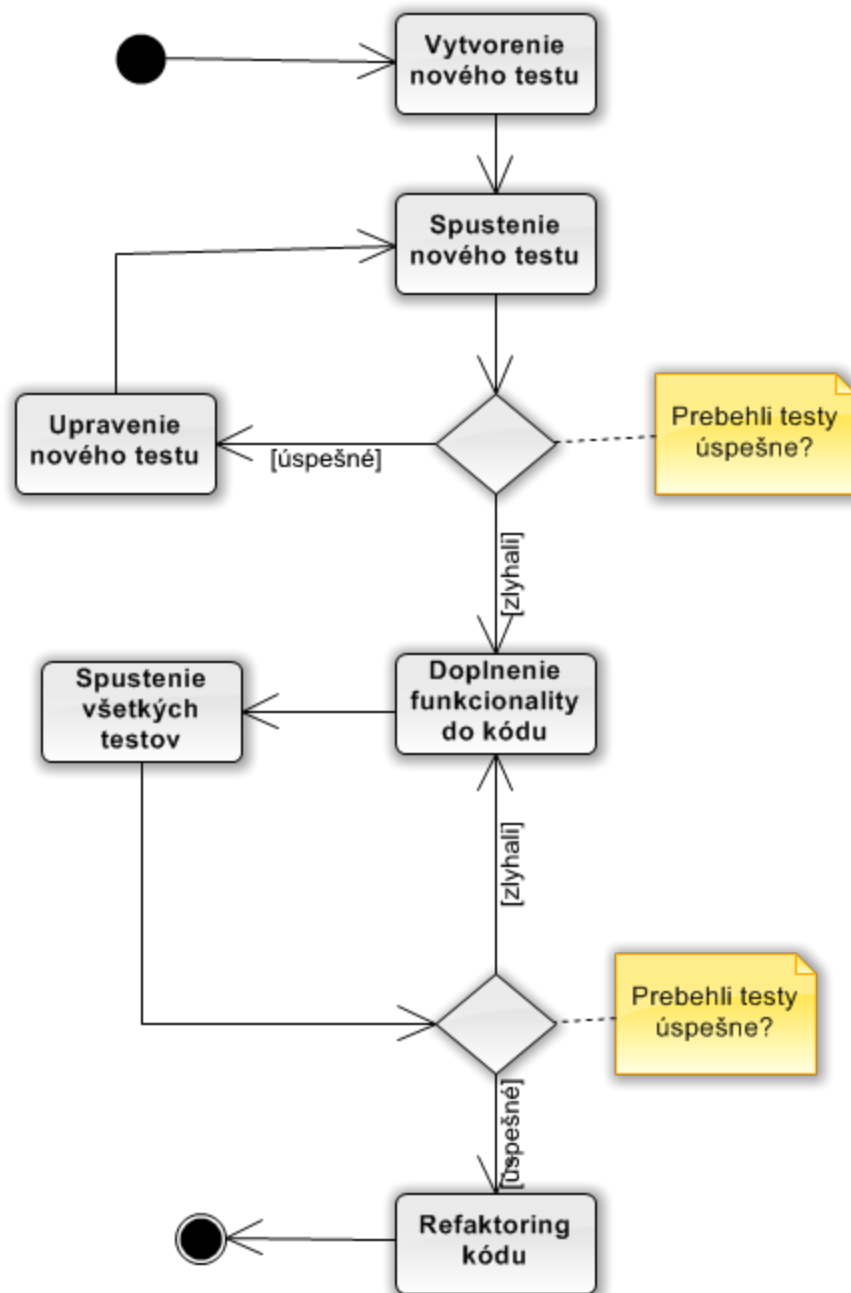 Vytvorenie
nového testu
Spustenie
nového testu
Upravenie
nového testu
[úspešné]
Prebehli testy
úspešne?
[zlyhali]
Spustenie
všetkých
testov
Doplnenie
funkcionality
do kódu
[zlyhali]
Prebehli testy
úspešne?
[úspešné]
Refaktoring
kódu